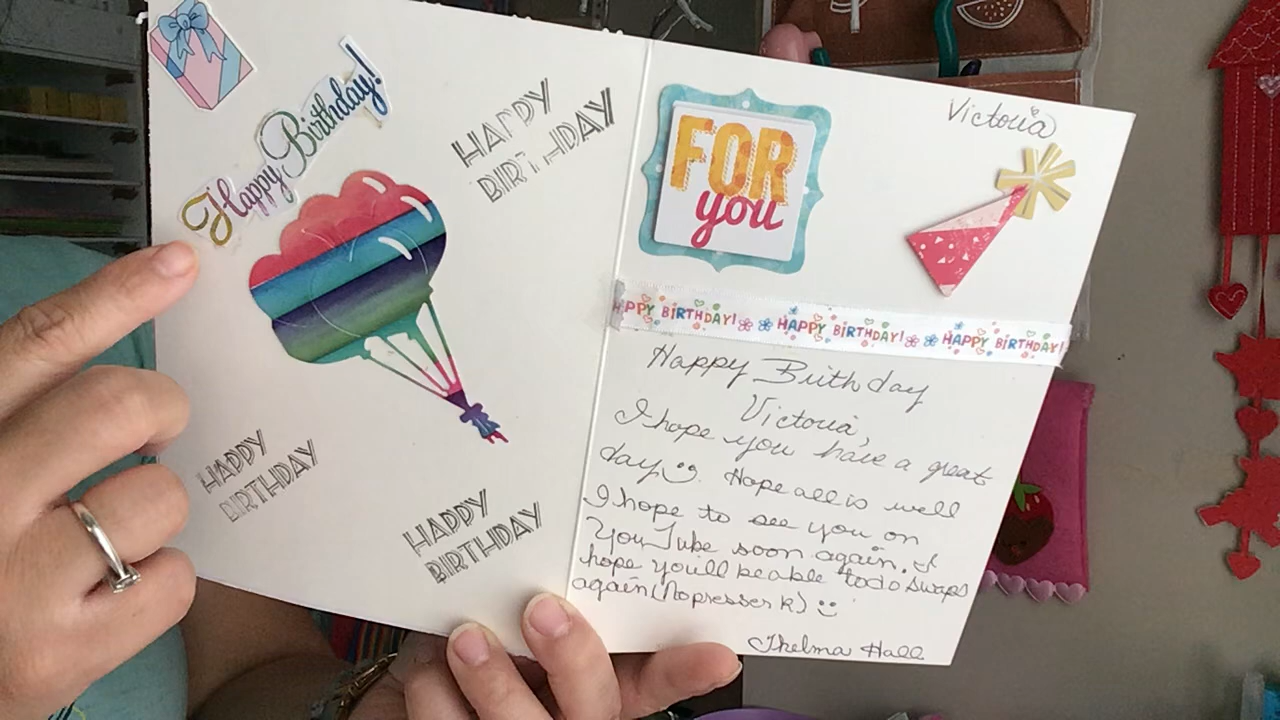 Happy Birthday!
HAPPY
BIRTHDAY
HAPPY
BIRTHDAY
HAPPY
BIRTHDAY
Victoria
FOR
you
HAPPY BIRTHDAY! HAPPY BIRTHDAY! HAPPY BIRTHDAY!
Happy Birthday
Victoria,
I hope you have a great
day. Hope all is well
I hope to see you on
YouTube soon again. I
hope you'll be able to do swaps
again (No pressure)
Thelma Hall